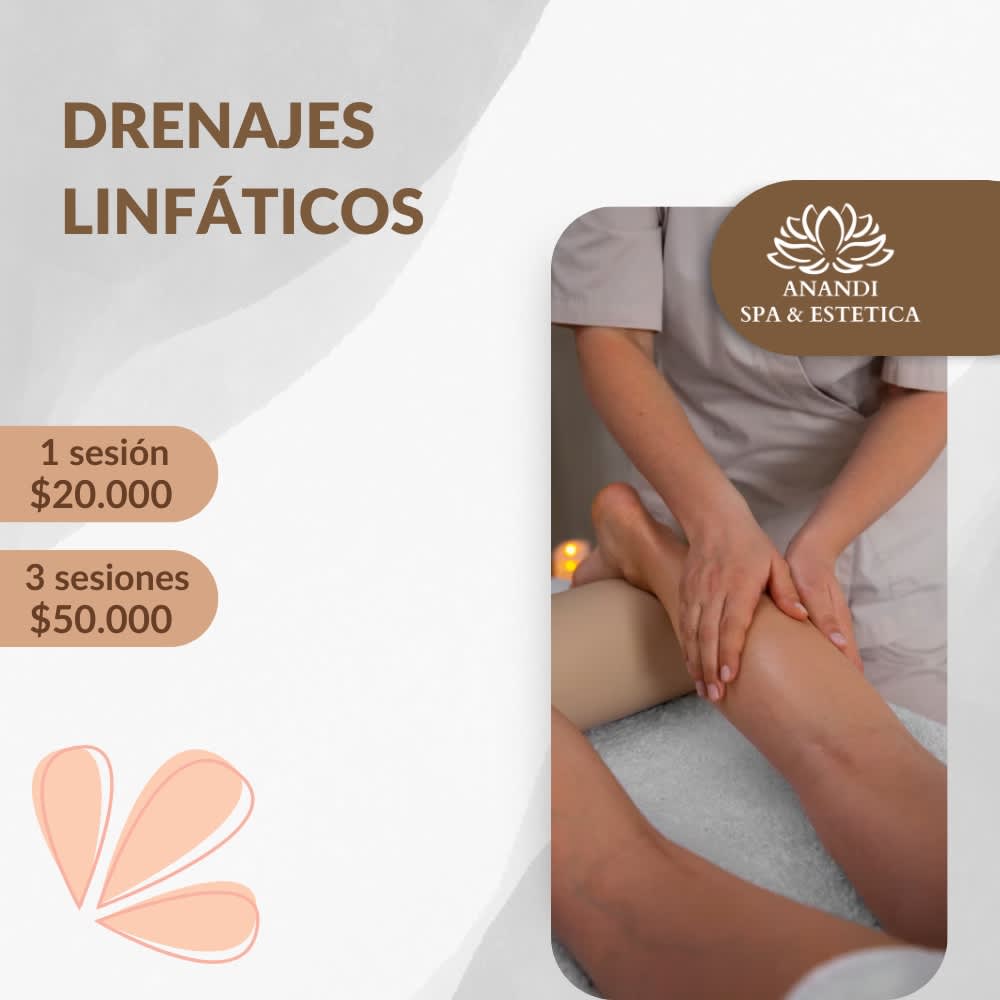 DRENAJES
LINFÁTICOS
ANANDI
SPA & ESTETICA
1 sesión
$20.000
3 sesiones
$50.000